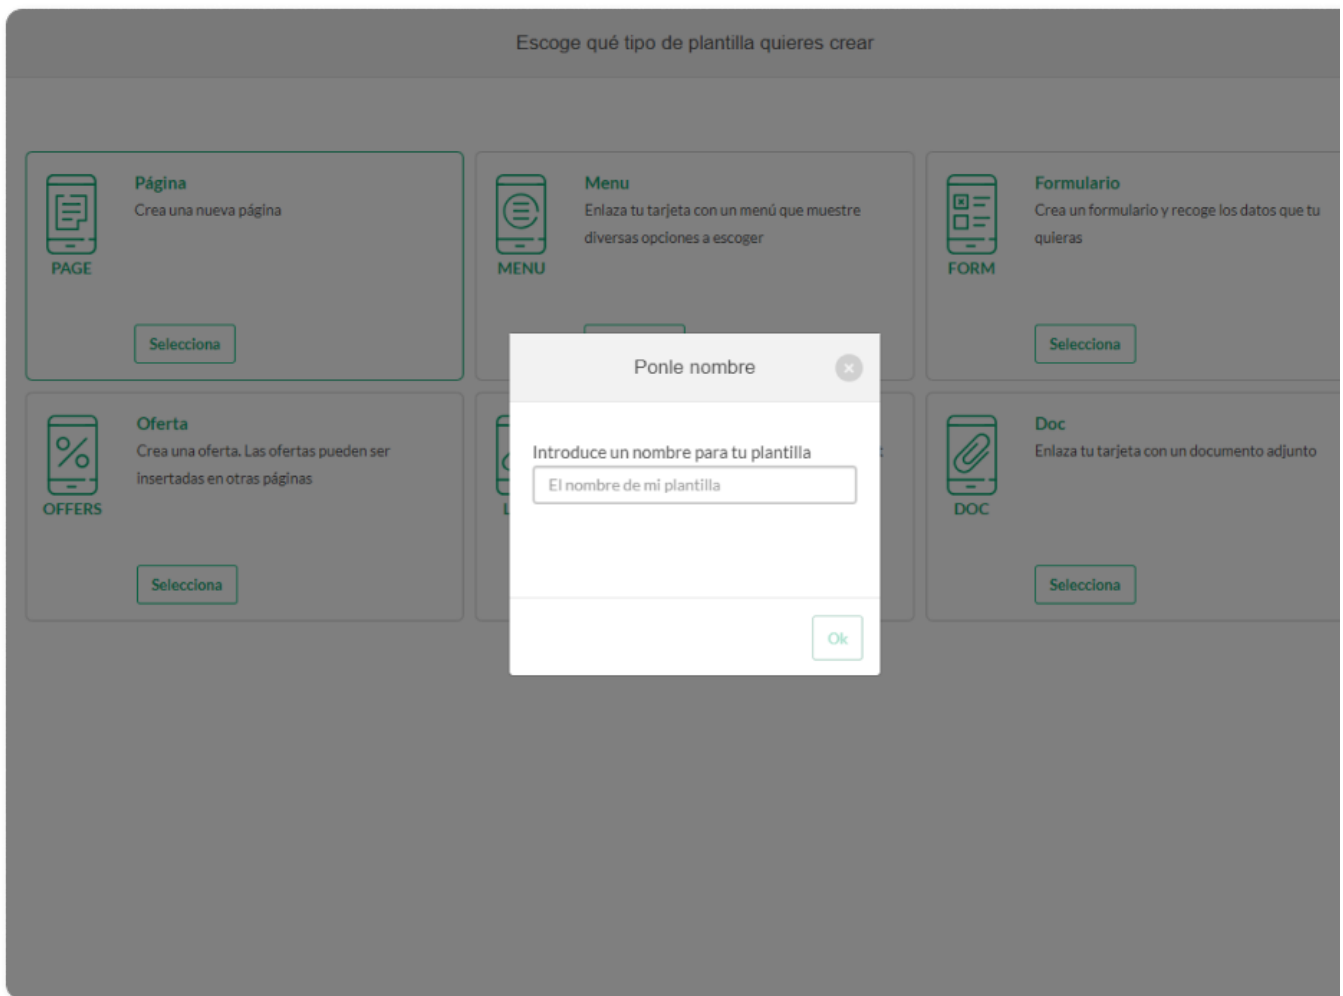 Escoge qué tipo de plantilla quieres crear
Página
Crea una nueva página
PAGE
Selecciona
Menu
Enlaza tu tarjeta con un menú que muestre
diversas opciones a escoger
MENU
Formulario
Crea un formulario y recoge los datos que tu
quieras
FORM
Selecciona
Oferta
Crea una oferta. Las ofertas pueden ser
insertadas en otras páginas
OFFERS
Selecciona
Doc
Enlaza tu tarjeta con un documento adjunto
DOC
Selecciona
Ponle nombre
Introduce un nombre para tu plantilla
El nombre de mi plantilla
Ok